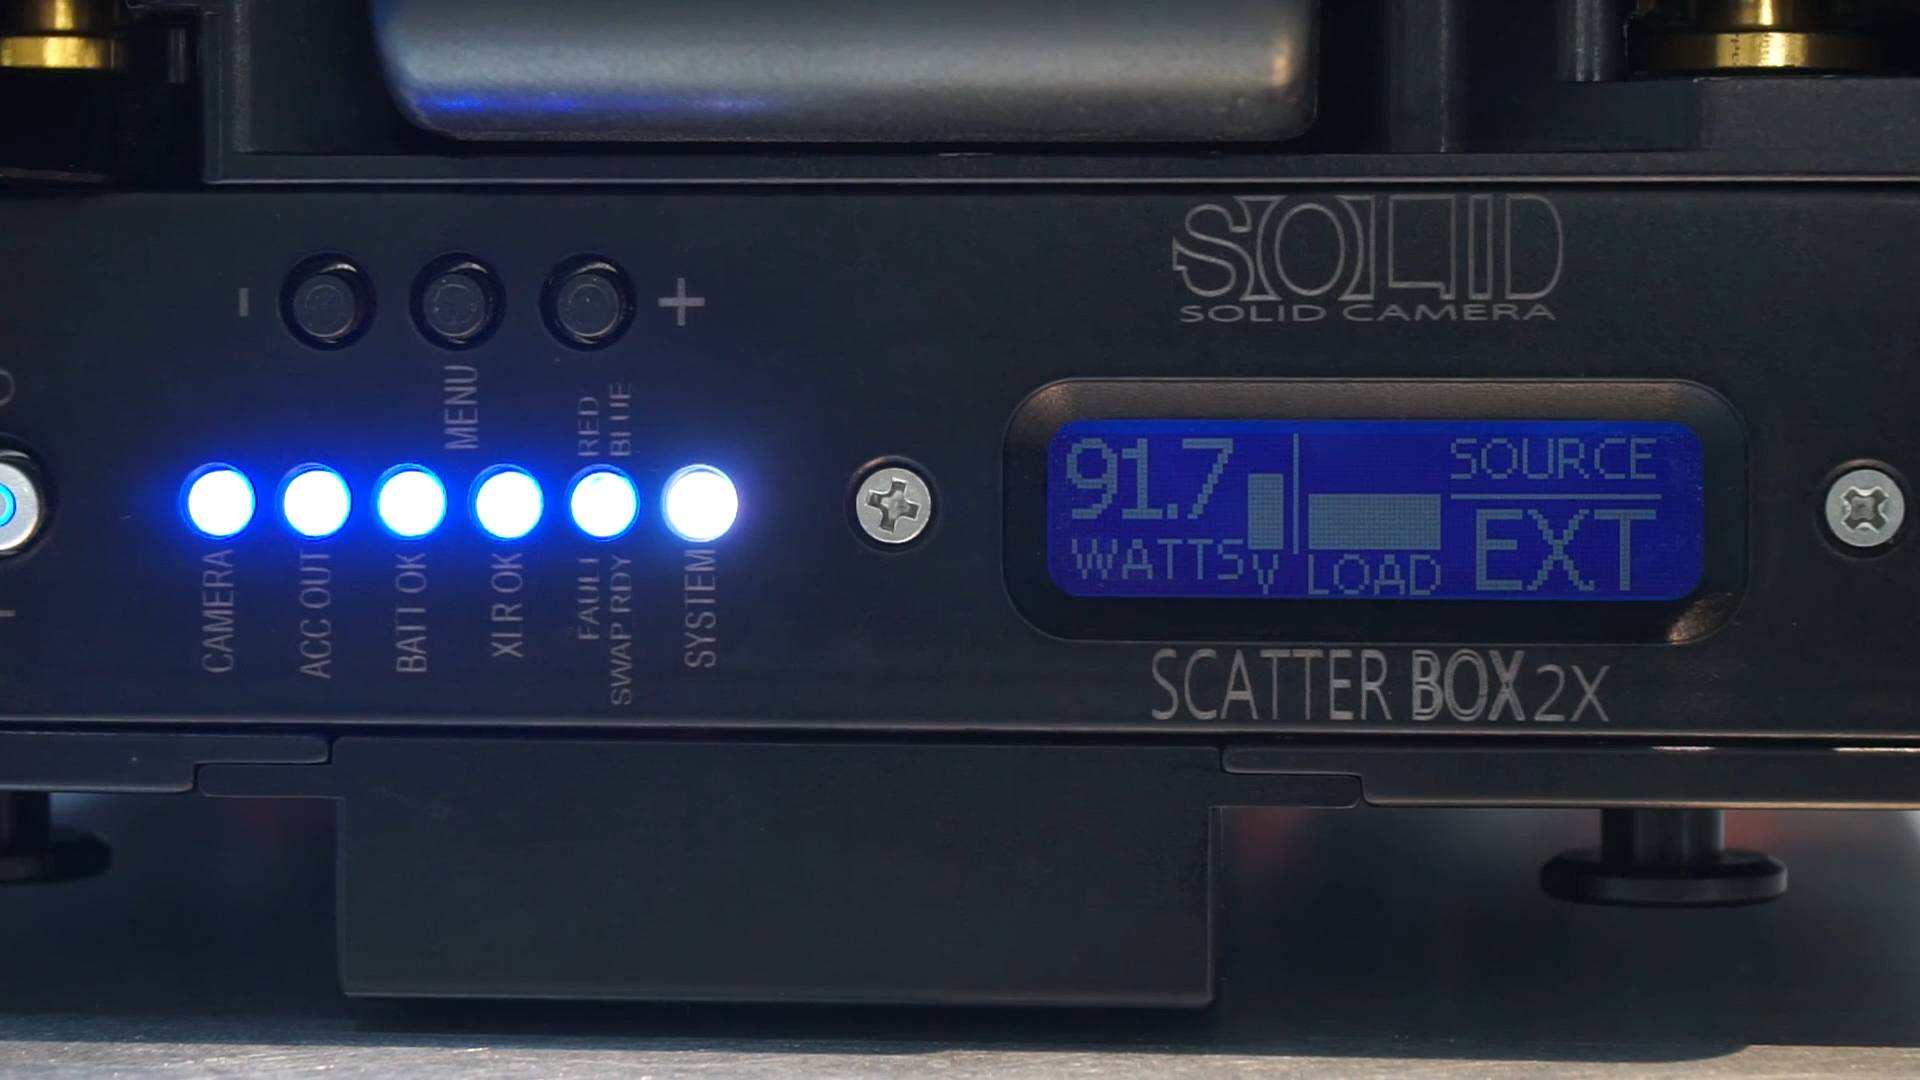 SOLID
SOLID CAMERA
- +
MENU
RED
BLUE
CAMERA
ACC OUT
BATT OK
XLR OK
FAULT
SWAP RDY
SYSTEM
91.7
WATTS
V
LOAD
SOURCE
EXT
SCATTER BOX 2X